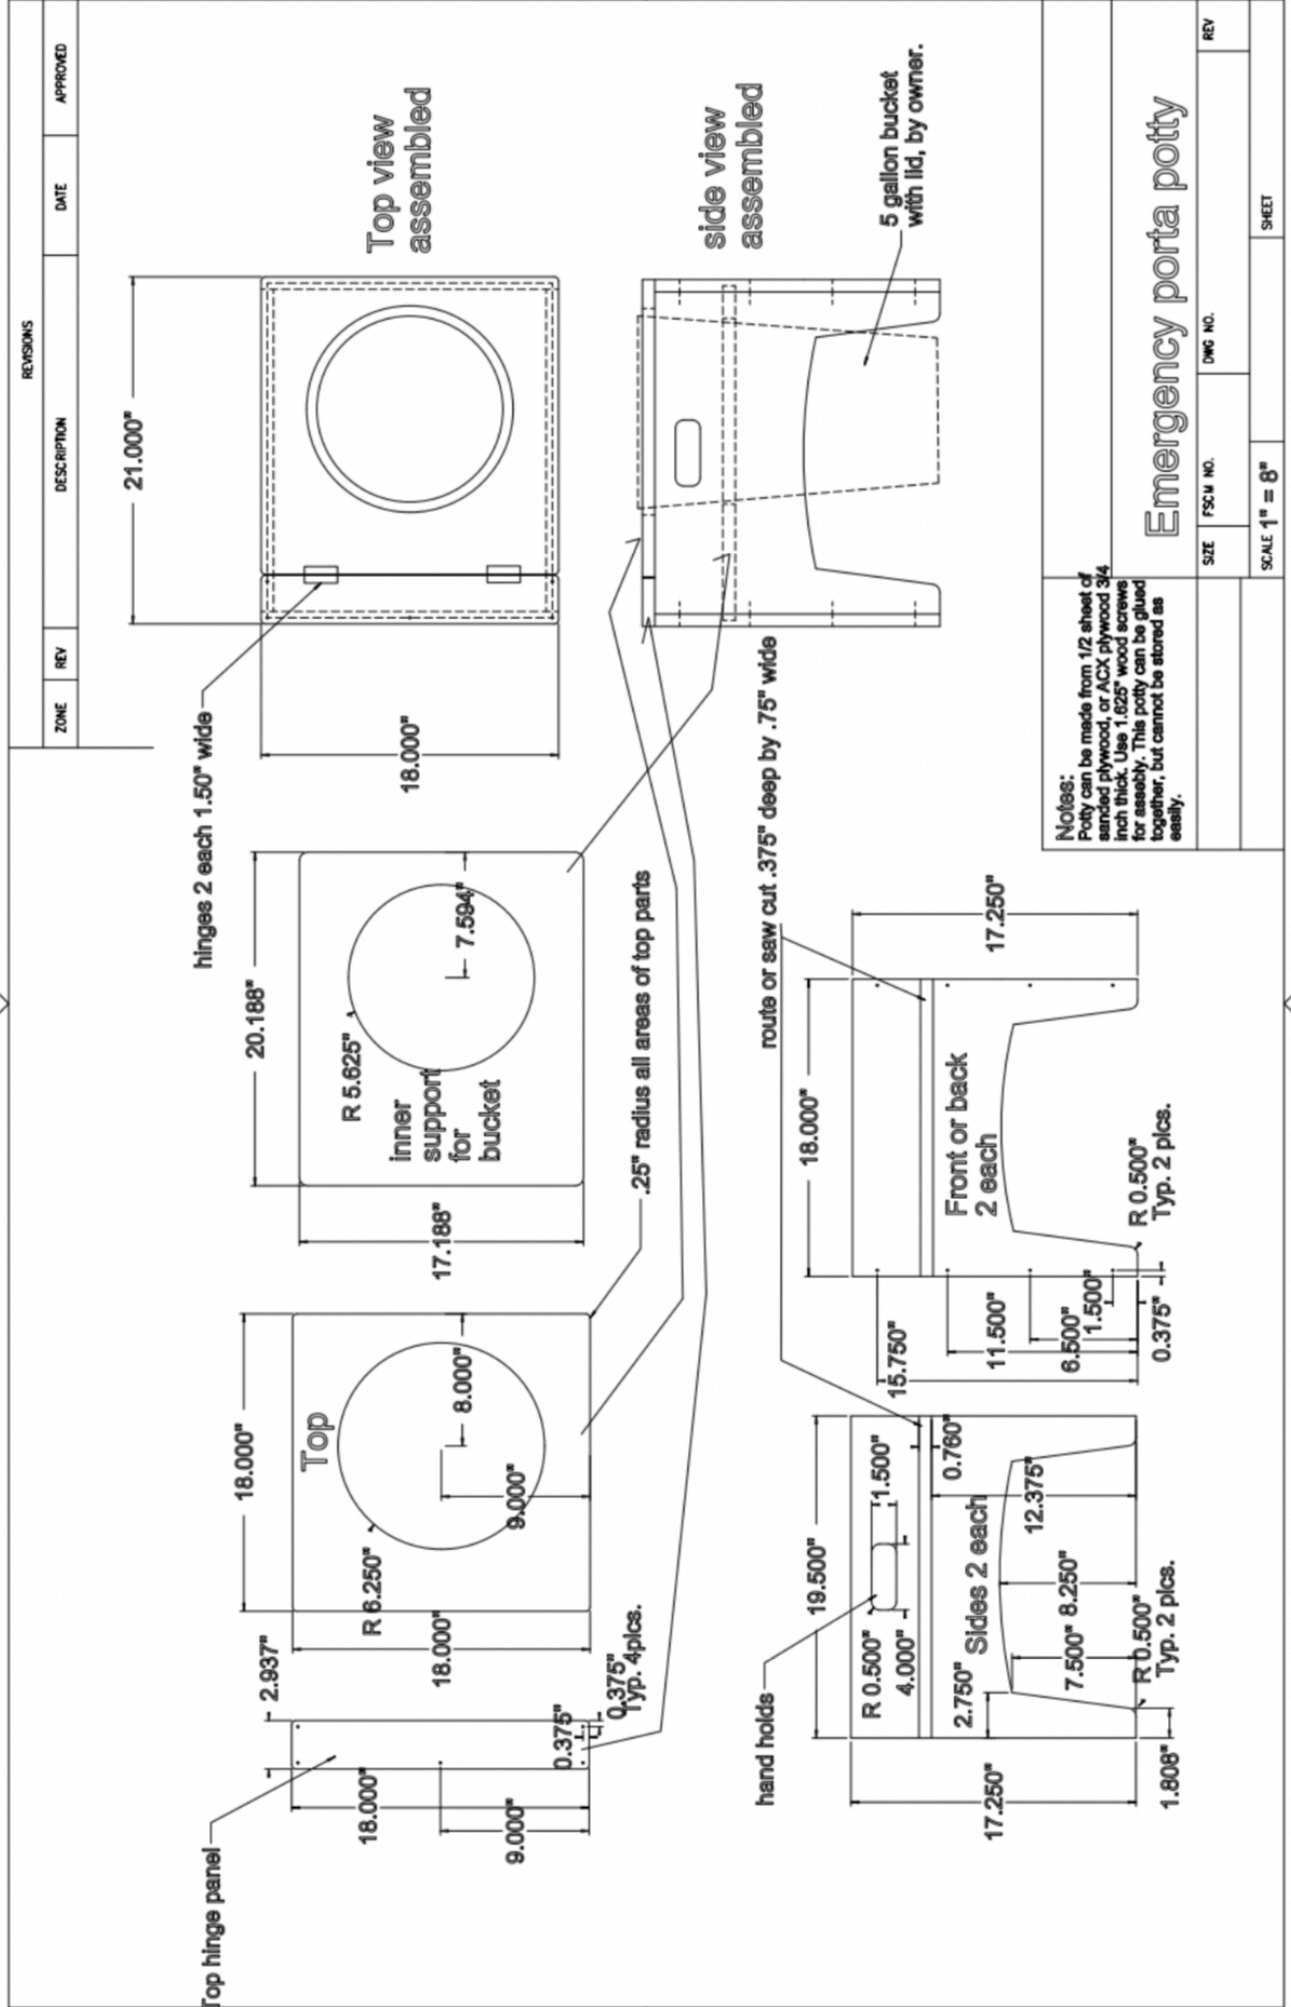 REVISIONS
ZONE
REV
DESCRIPTION
DATE
APPROVED
Top hinge panel
2.937"
18.000"
9.000"
0.375"
0.375"
Typ. 4plcs.
18.000"
Top
R 6.250"
18.000"
9.000"
8.000"
20.188"
R 5.625"
inner
support
for
bucket
7.594"
17.188"
.25" radius all areas of top parts
hinges 2 each 1.50" wide
21.000"
18.000"
Top view
assembled
side view
assembled
5 gallon bucket
with lid, by owner.
hand holds
19.500"
R 0.500"
4.000"
1.500"
0.760"
Sides 2 each
2.750"
12.375"
7.500"
8.250"
17.250"
1.808"
R 0.500"
Typ. 2 plcs.
route or saw cut .375" deep by .75" wide
18.000"
17.250"
Front or back
2 each
15.750"
11.500"
6.500"
1.500"
0.375"
R 0.500"
Typ. 2 plcs.
Notes:
Potty can be made from 1/2 sheet of
sanded plywood, or ACX plywood 3/4
inch thick. Use 1.625" wood screws
for assebly. This potty can be glued
together, but cannot be stored as
easily.
Emergency porta potty
SIZE
FSCM NO.
DWG NO.
REV
SCALE 1" = 8"
SHEET